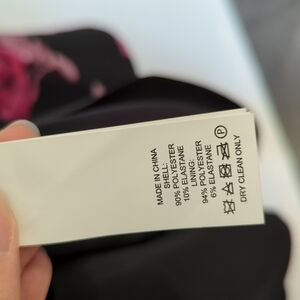 MADE IN CHINA
SHELL:
90% POLYESTER
10% ELASTANE
LINING:
94% POLYESTER
6% ELASTANE
P
DRY CLEAN ONLY